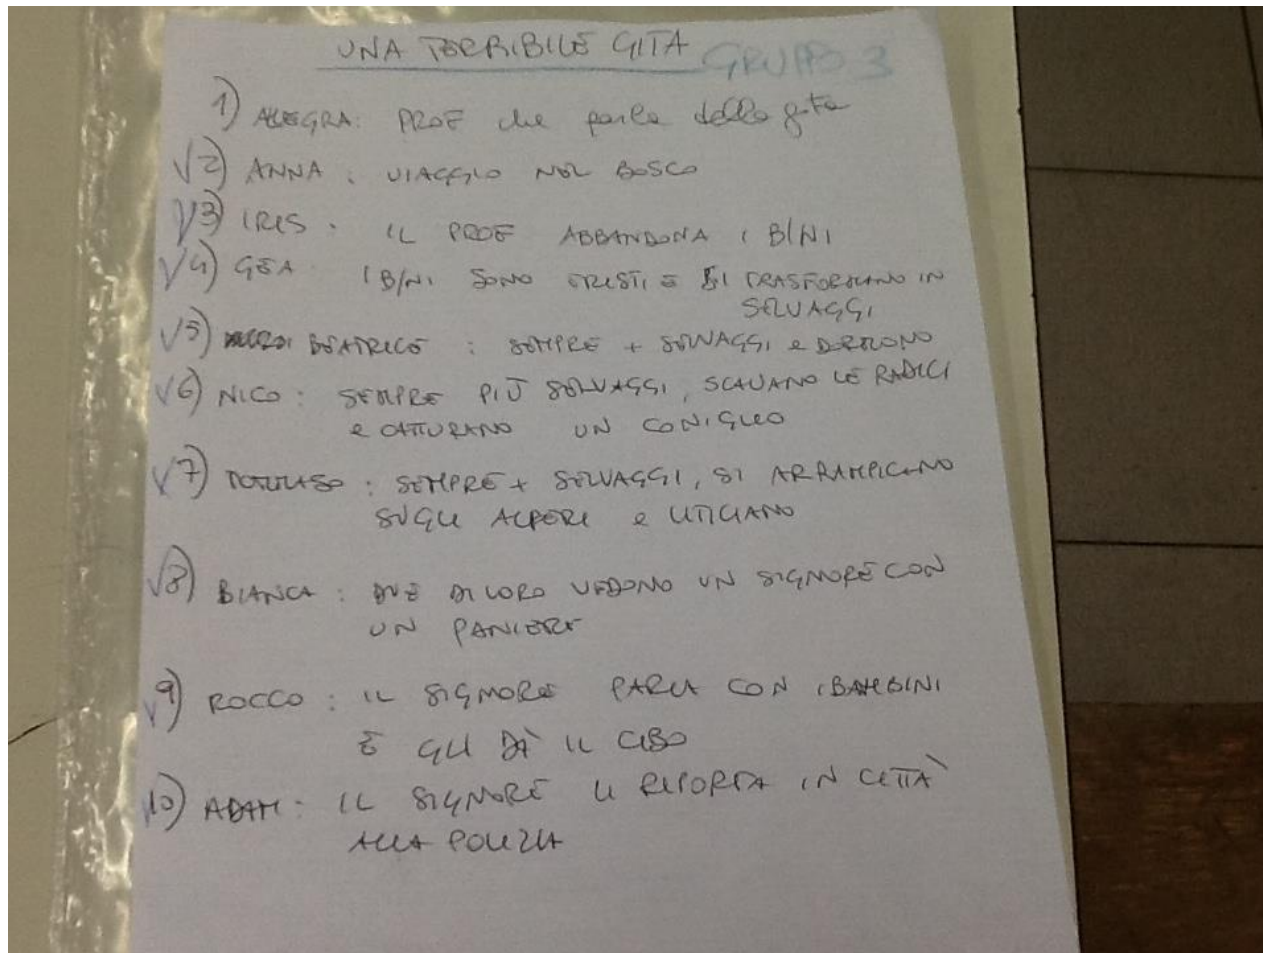 UNA TERRIBILE GITA GRUPPO 3
1) ALLEGRA: PROF che parla della gita
√2) ANNA: VIAGGIO NEL BOSCO
√3) IRIS: IL PROF ABBANDONA I B/NI
√4) GEA: I B/NI SONO TRISTI E SI TRASFORMANO IN
SELVAGGI
√5) BEATRICE: SEMPRE + SELVAGGI e DORMONO
√6) NICO: SEMPRE PIÙ SELVAGGI, SCAVANO LE RADICI
e CATTURANO UN CONIGLIO
√7) TOMMASO: SEMPRE + SELVAGGI, SI ARRAMPICANO
SUGLI ALBERI e LITIGANO
√8) BIANCA: DUE DI LORO VEDONO UN SIGNORE CON
UN PANIERE
√9) ROCCO: IL SIGNORE PARLA CON I BAMBINI
E GLI DÀ IL CIBO
√10) ADAM: IL SIGNORE LI RIPORTA IN CITTÀ
ALLA POLIZIA